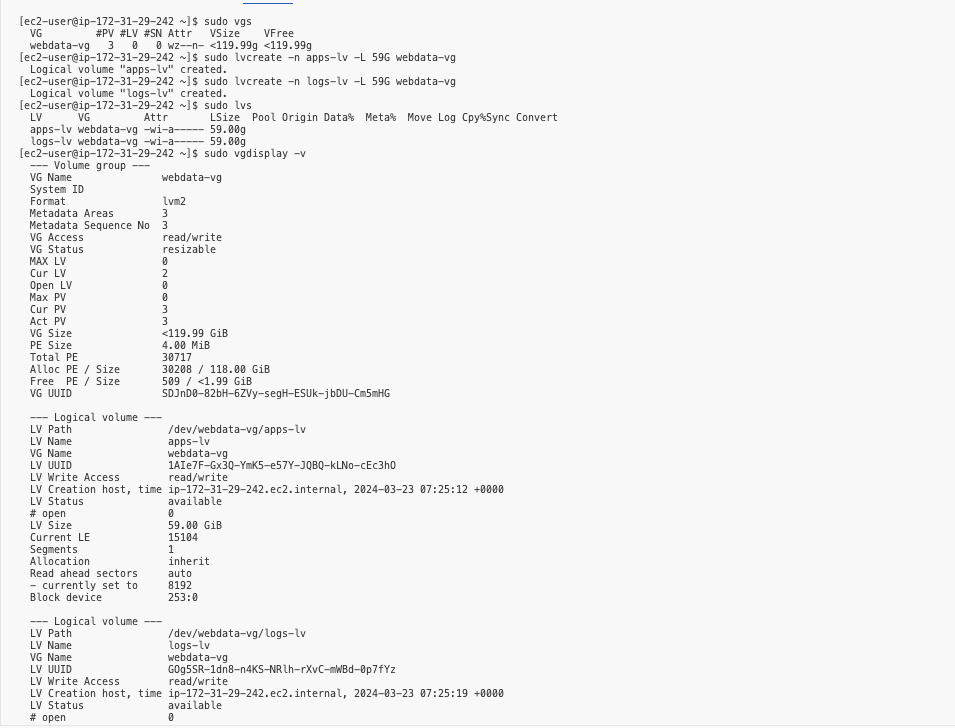 [ec2-user@ip-172-31-29-242 ~]$ sudo vgs
  VG         #PV #LV #SN Attr   VSize    VFree
  webdata-vg   3   0   0 wz--n- <119.99g <119.99g
[ec2-user@ip-172-31-29-242 ~]$ sudo lvcreate -n apps-lv -L 59G webdata-vg
  Logical volume "apps-lv" created.
[ec2-user@ip-172-31-29-242 ~]$ sudo lvcreate -n logs-lv -L 59G webdata-vg
  Logical volume "logs-lv" created.
[ec2-user@ip-172-31-29-242 ~]$ sudo lvs
  LV      VG         Attr       LSize  Pool Origin Data%  Meta%  Move Log Cpy%Sync Convert
  apps-lv webdata-vg -wi-a----- 59.00g
  logs-lv webdata-vg -wi-a----- 59.00g
[ec2-user@ip-172-31-29-242 ~]$ sudo vgdisplay -v
  --- Volume group ---
  VG Name               webdata-vg
  System ID
  Format                lvm2
  Metadata Areas        3
  Metadata Sequence No  3
  VG Access             read/write
  VG Status             resizable
  MAX LV                0
  Cur LV                2
  Open LV               0
  Max PV                0
  Cur PV                3
  Act PV                3
  VG Size               <119.99 GiB
  PE Size               4.00 MiB
  Total PE              30717
  Alloc PE / Size       30208 / 118.00 GiB
  Free  PE / Size       509 / <1.99 GiB
  VG UUID               SDJnD0-82bH-6ZVy-segH-ESUk-jbDU-Cm5mHG

  --- Logical volume ---
  LV Path                /dev/webdata-vg/apps-lv
  LV Name                apps-lv
  VG Name                webdata-vg
  LV UUID                1AIe7F-Gx3Q-YmK5-e57Y-JQBQ-kLNo-cEc3hO
  LV Write Access        read/write
  LV Creation host, time ip-172-31-29-242.ec2.internal, 2024-03-23 07:25:12 +0000
  LV Status              available
  # open                 0
  LV Size                59.00 GiB
  Current LE             15104
  Segments               1
  Allocation             inherit
  Read ahead sectors     auto
  - currently set to     8192
  Block device           253:0

  --- Logical volume ---
  LV Path                /dev/webdata-vg/logs-lv
  LV Name                logs-lv
  VG Name                webdata-vg
  LV UUID                GOg5SR-1dn8-n4KS-NRlh-rXvC-mWBd-0p7fYz
  LV Write Access        read/write
  LV Creation host, time ip-172-31-29-242.ec2.internal, 2024-03-23 07:25:19 +0000
  LV Status              available
  # open                 0